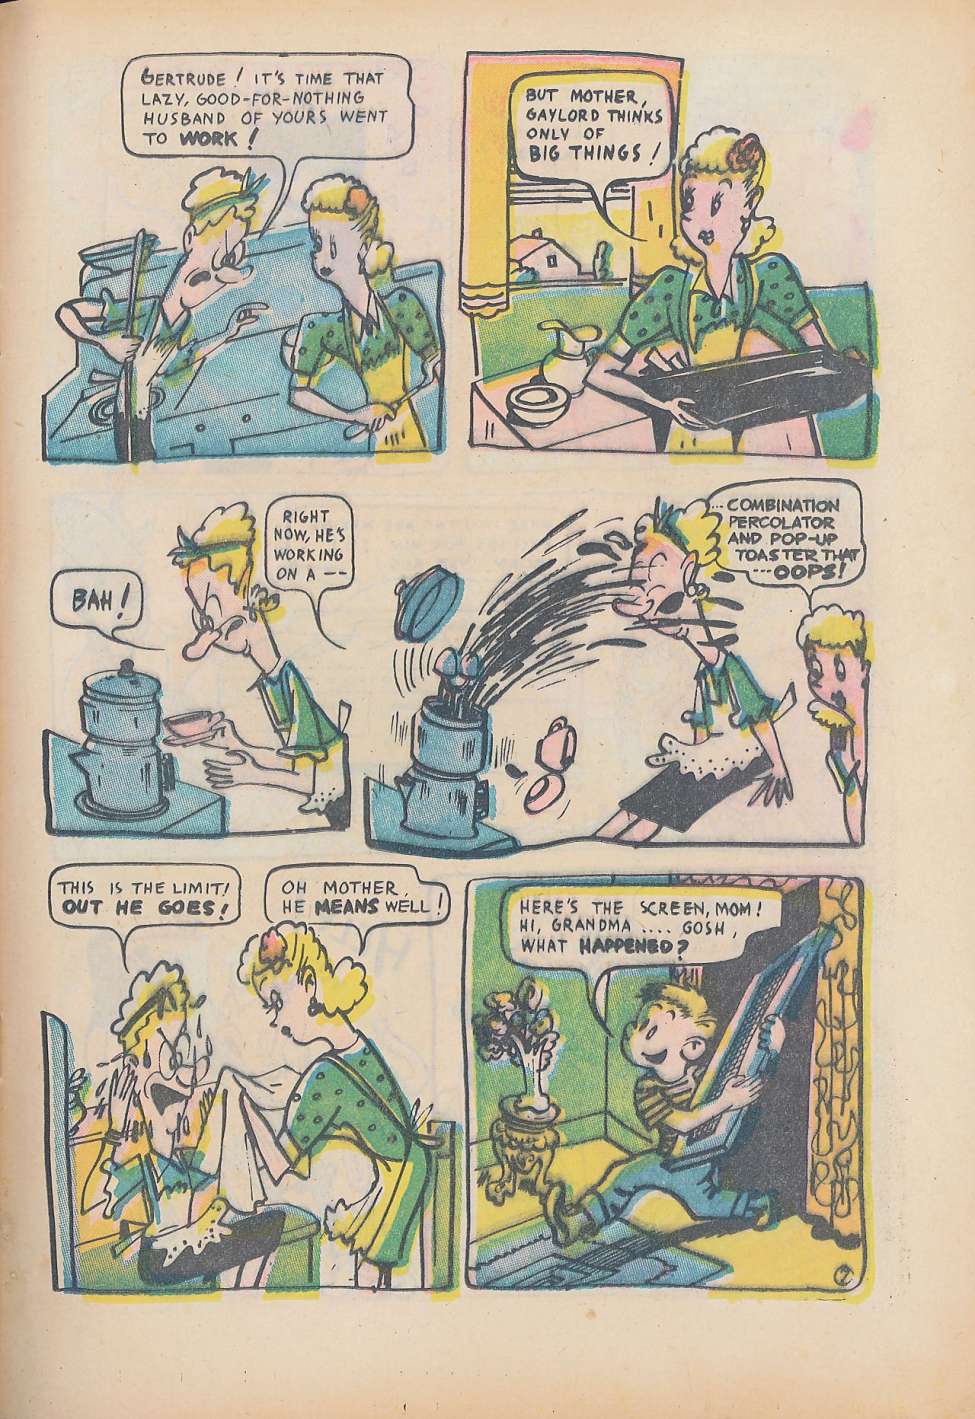 GERTRUDE! IT'S TIME THAT
LAZY, GOOD-FOR-NOTHING
HUSBAND OF YOURS WENT
TO WORK!
BUT MOTHER,
GAYLORD THINKS
ONLY OF
BIG THINGS!
BAH!
RIGHT
NOW, HE'S
WORKING
ON A --
...COMBINATION
PERCOLATOR
AND POP-UP
TOASTER THAT
...OOPS!
THIS IS THE LIMIT!
OUT HE GOES!
OH MOTHER,
HE MEANS WELL!
HERE'S THE SCREEN, MOM!
HI, GRANDMA .... GOSH,
WHAT HAPPENED?
2